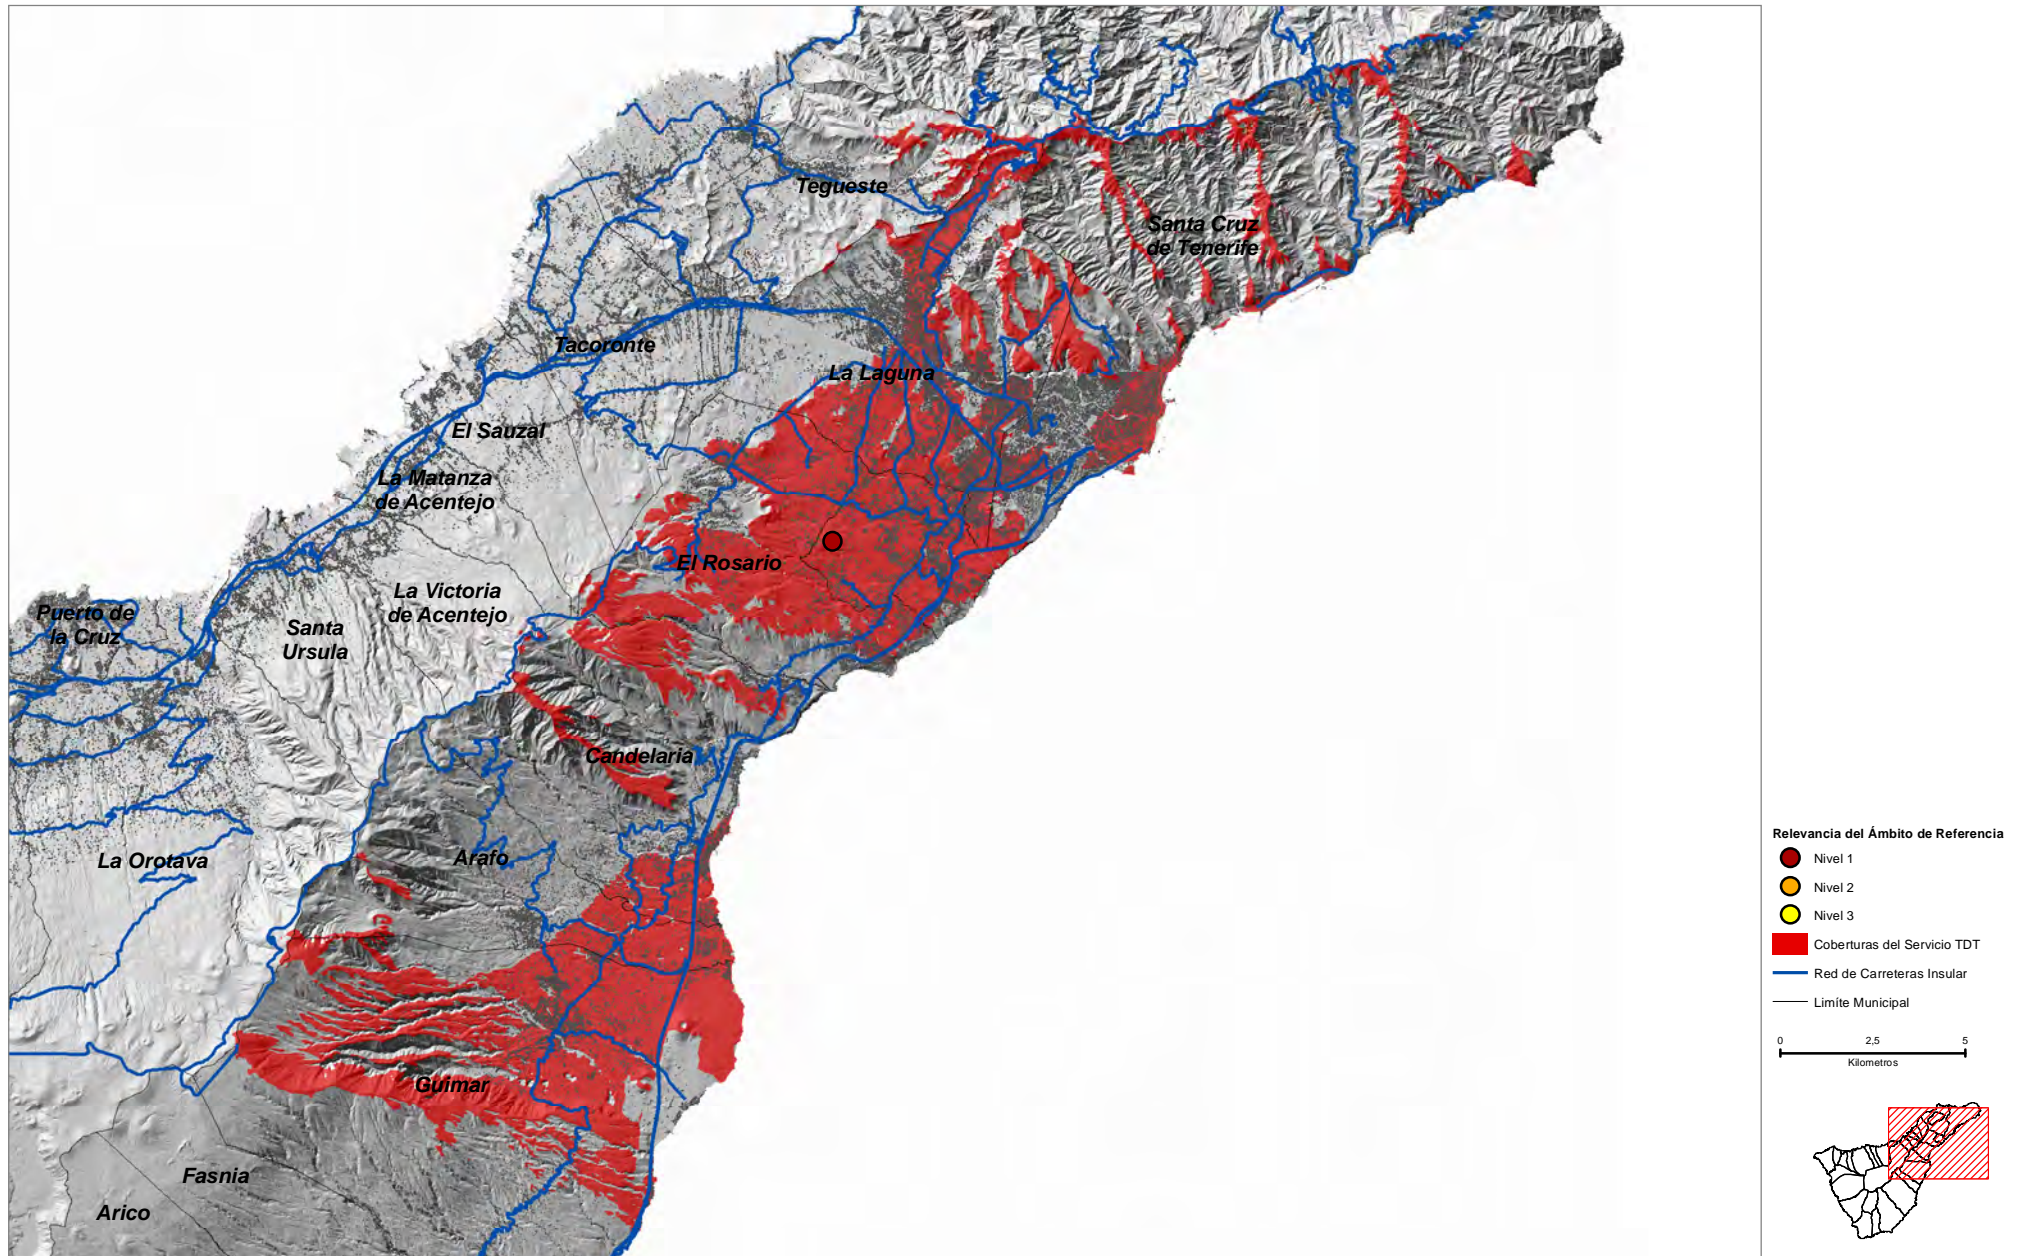 Tegueste
Santa Cruz
de Tenerife
Tacoronte
La Laguna
El Sauzal
La Matanza
de Acentejo
El Rosario
La Victoria
de Acentejo
Puerto de
la Cruz
Santa
Ursula
Candelaria
La Orotava
Arafo
Guimar
Fasnia
Arico
Relevancia del Ámbito de Referencia
Nivel 1
Nivel 2
Nivel 3
Coberturas del Servicio TDT
Red de Carreteras Insular
Limíte Municipal
0 2,5 5
Kilometros